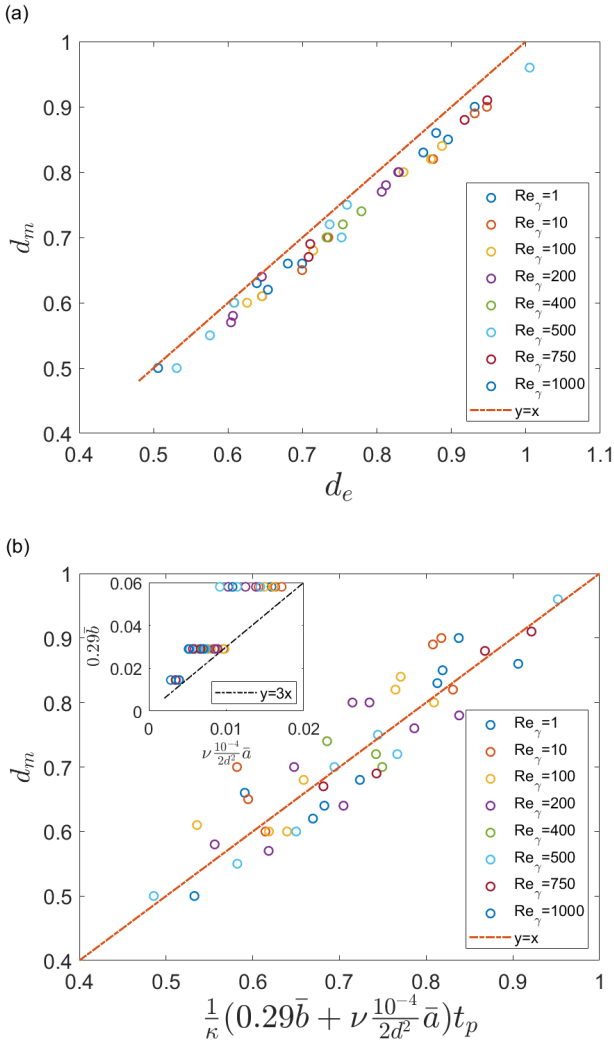 (a)
1
0.9
0.8
0.7
0.6
0.5
0.4
d_m
0.4 0.5 0.6 0.7 0.8 0.9 1 1.1
d_e
Re_γ=1
Re_γ=10
Re_γ=100
Re_γ=200
Re_γ=400
Re_γ=500
Re_γ=750
Re_γ=1000
y=x
(b)
1
0.9
0.8
0.7
0.6
0.5
0.4
d_m
0.06
0.04
0.02
0
0.29b̄
0 0.01 0.02
ν 10⁻⁴/2d² ā
y=3x
Re_γ=1
Re_γ=10
Re_γ=100
Re_γ=200
Re_γ=400
Re_γ=500
Re_γ=750
Re_γ=1000
y=x
0.4 0.5 0.6 0.7 0.8 0.9 1
1/κ (0.29b̄ + ν 10⁻⁴/2d² ā)t_p